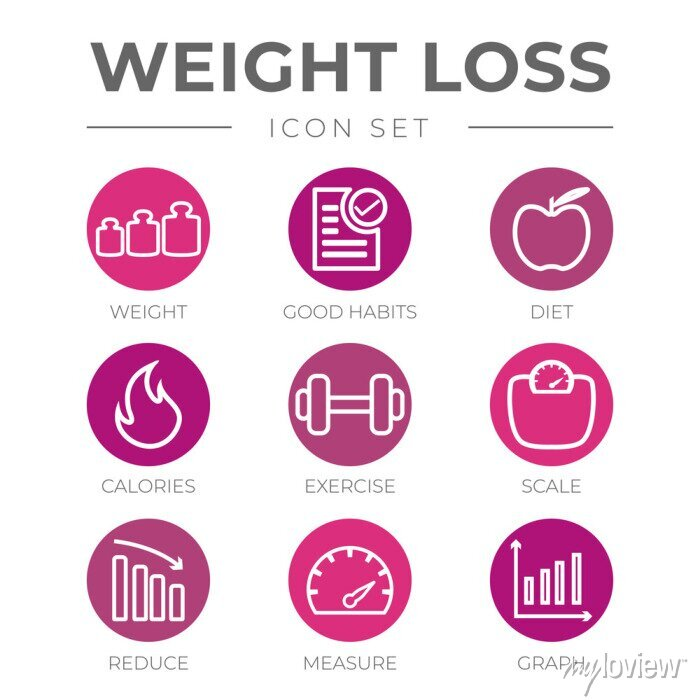 WEIGHT LOSS
ICON SET
WEIGHT GOOD HABITS DIET
CALORIES EXERCISE SCALE
REDUCE MEASURE GRAPH
myloview